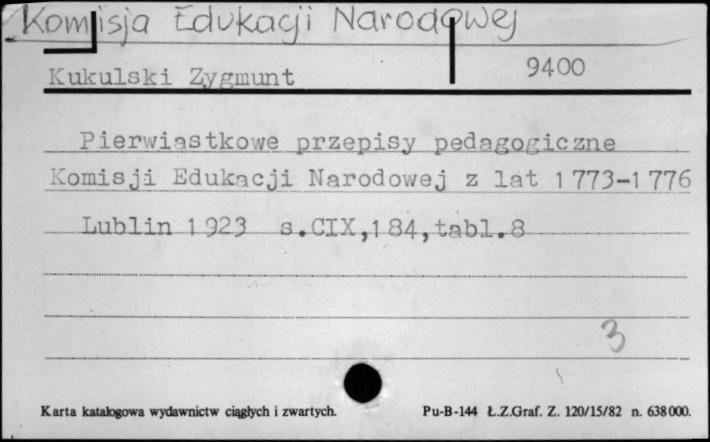 Komisja Edukacji Narodowej
Kukulski Zygmunt
9400
Pierwiastkowe przepisy pedagogiczne
Komisji Edukacji Narodowej z lat 1773-1776
Lublin 1923 s.CIX,184,tabl.8
3
Karta katalogowa wydawnictw ciągłych i zwartych.
Pu-B-144 Ł.Z.Graf. Z. 120/15/82 n. 638000.